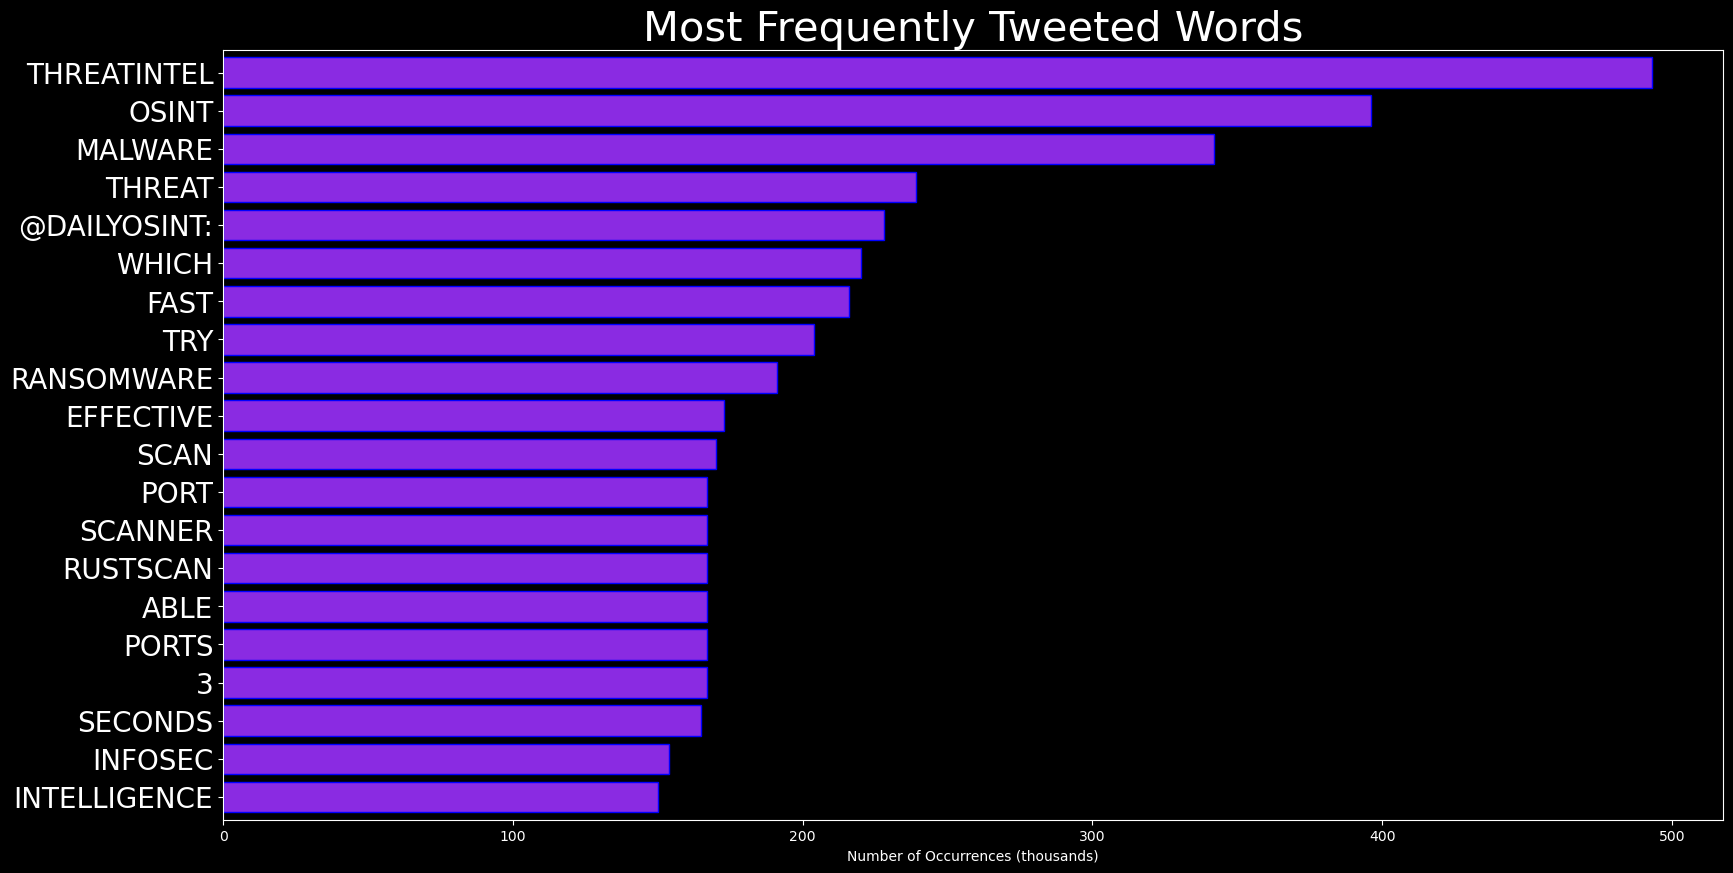 Most Frequently Tweeted Words
THREATINTEL
OSINT
MALWARE
THREAT
@DAILYOSINT:
WHICH
FAST
TRY
RANSOMWARE
EFFECTIVE
SCAN
PORT
SCANNER
RUSTSCAN
ABLE
PORTS
3
SECONDS
INFOSEC
INTELLIGENCE
0 100 200 300 400 500
Number of Occurrences (thousands)